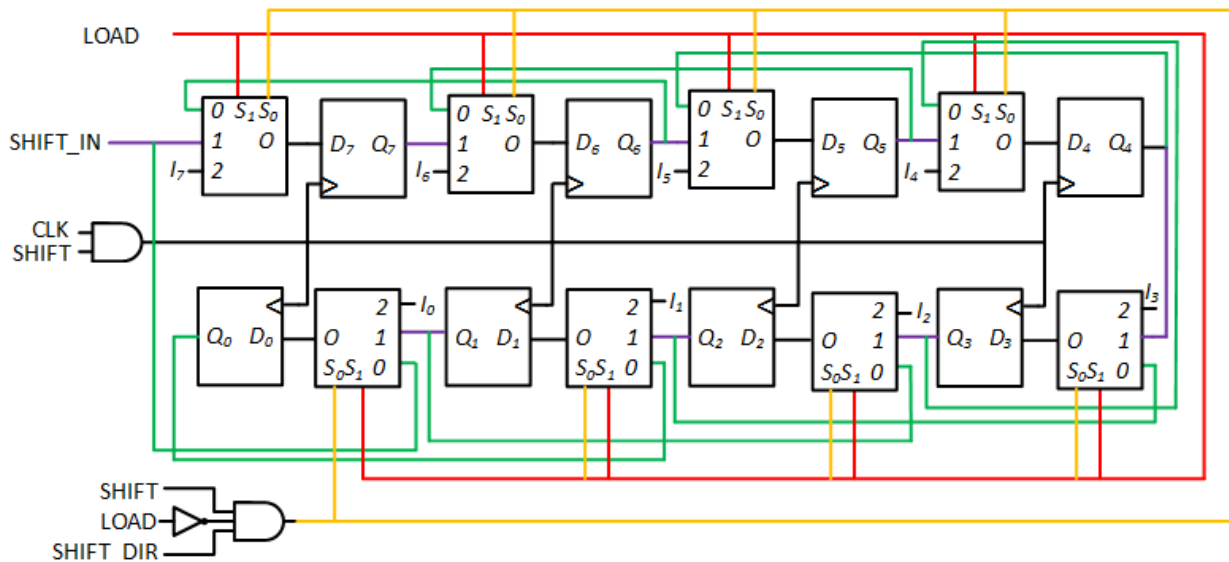 LOAD
0 S₁ S₀
1 O
2
D₇ Q₇
0 S₁ S₀
1 O
2
D₆ Q₆
0 S₁ S₀
1 O
2
D₅ Q₅
0 S₁ S₀
1 O
2
D₄ Q₄
SHIFT_IN
I₇
I₆
I₅
I₄
CLK
SHIFT
Q₀ D₀
2 I₀
O 1
S₀S₁ 0
Q₁ D₁
2 I₁
O 1
S₀S₁ 0
Q₂ D₂
2 I₂
O 1
S₀S₁ 0
Q₃ D₃
2 I₃
O 1
S₀S₁ 0
SHIFT
LOAD
SHIFT_DIR